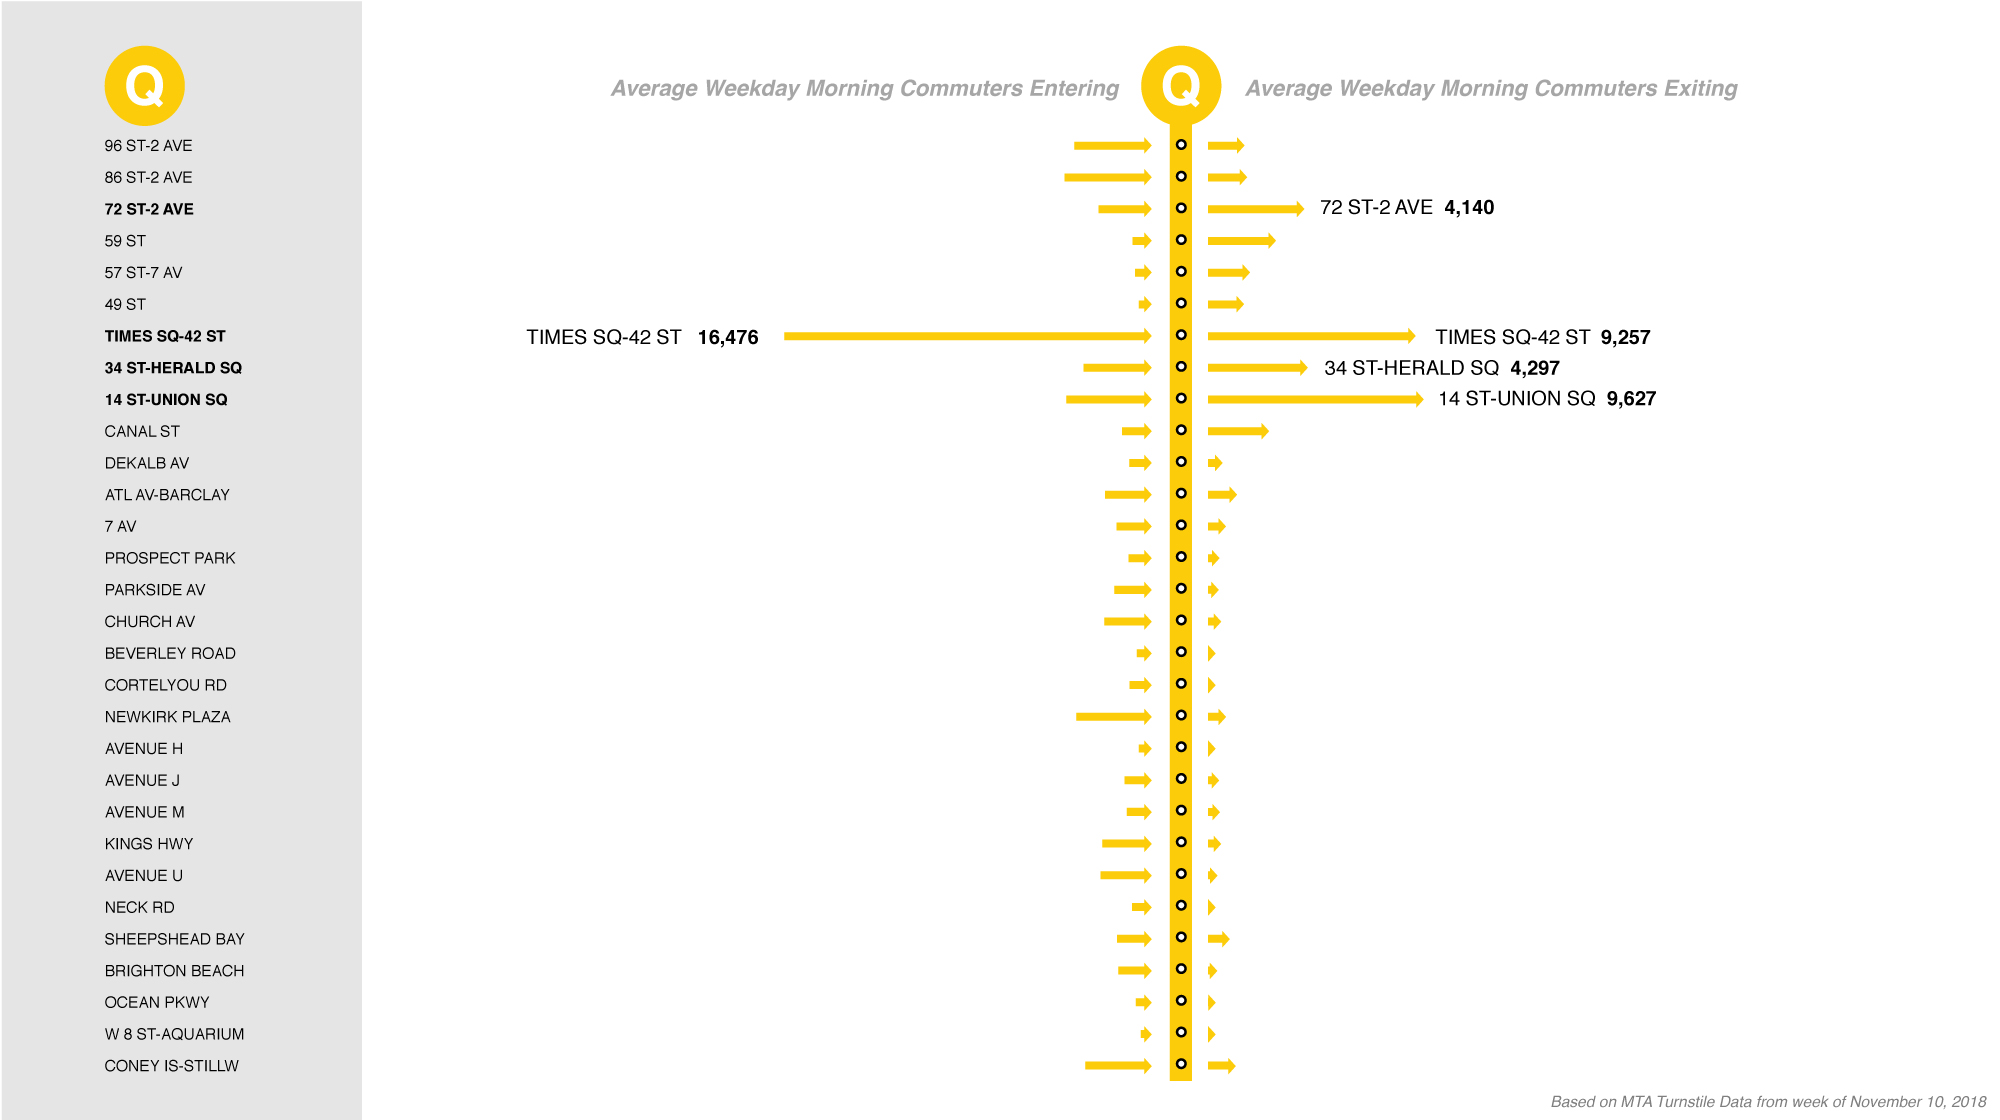 Q
96 ST-2 AVE
86 ST-2 AVE
72 ST-2 AVE
59 ST
57 ST-7 AV
49 ST
TIMES SQ-42 ST
34 ST-HERALD SQ
14 ST-UNION SQ
CANAL ST
DEKALB AV
ATL AV-BARCLAY
7 AV
PROSPECT PARK
PARKSIDE AV
CHURCH AV
BEVERLEY ROAD
CORTELYOU RD
NEWKIRK PLAZA
AVENUE H
AVENUE J
AVENUE M
KINGS HWY
AVENUE U
NECK RD
SHEEPSHEAD BAY
BRIGHTON BEACH
OCEAN PKWY
W 8 ST-AQUARIUM
CONEY IS-STILLW
Average Weekday Morning Commuters Entering Q Average Weekday Morning Commuters Exiting
72 ST-2 AVE 4,140
TIMES SQ-42 ST 16,476
TIMES SQ-42 ST 9,257
34 ST-HERALD SQ 4,297
14 ST-UNION SQ 9,627
Based on MTA Turnstile Data from week of November 10, 2018